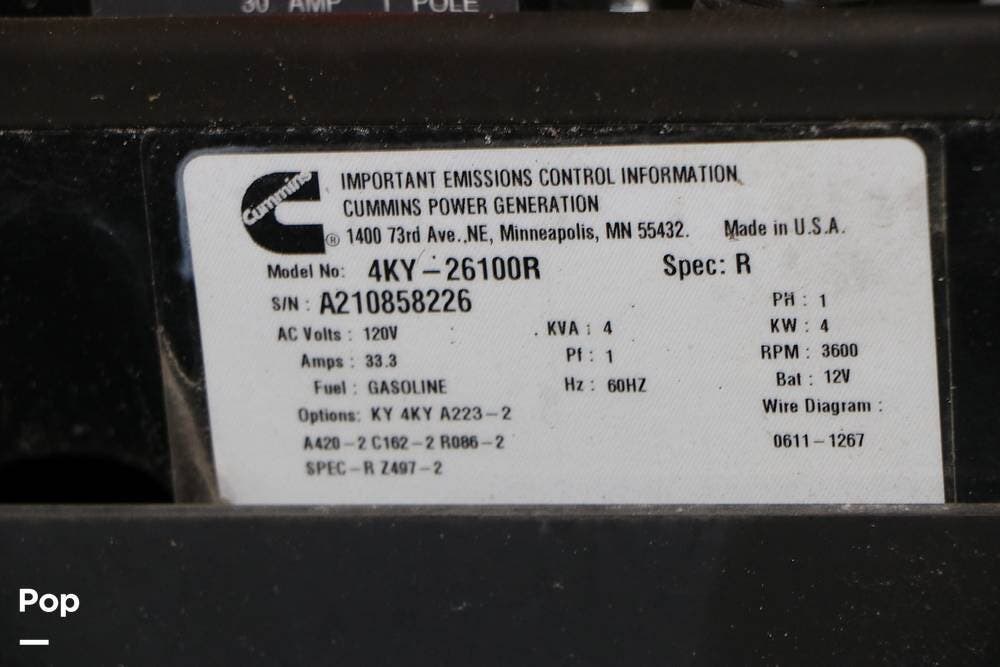 30 AMP 1 POLE
Cummins
IMPORTANT EMISSIONS CONTROL INFORMATION
CUMMINS POWER GENERATION
® 1400 73rd Ave.,NE, Minneapolis, MN 55432. Made in U.S.A.
Model No: 4KY-26100R Spec: R
S/N : A210858226 PH : 1
AC Volts : 120V KVA : 4 KW : 4
Amps : 33.3 Pf : 1 RPM : 3600
Fuel : GASOLINE Hz : 60HZ Bat : 12V
Options: KY 4KY A223-2 Wire Diagram :
A420-2 C162-2 R086-2 0611-1267
SPEC-R Z497-2
Pop